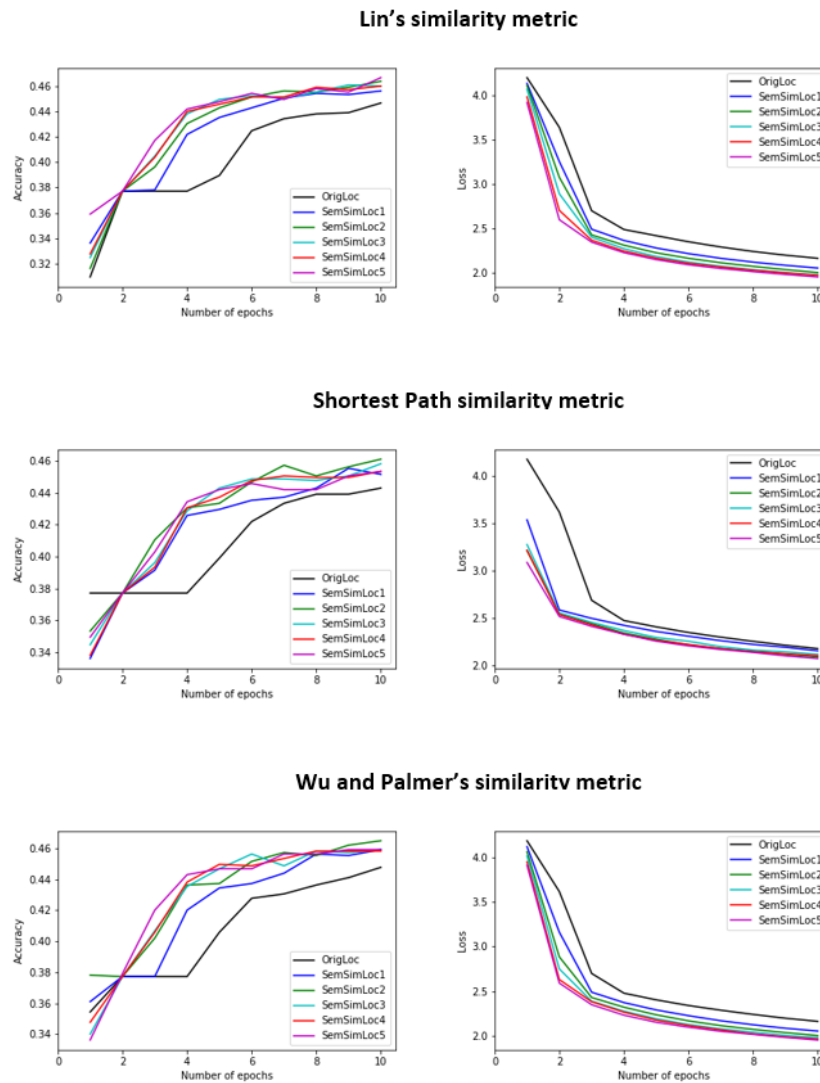 Lin's similarity metric
0.46
0.44
0.42
0.40
0.38
0.36
0.34
0.32
Accuracy
OrigLoc
SemSimLoc1
SemSimLoc2
SemSimLoc3
SemSimLoc4
SemSimLoc5
0 2 4 6 8 10
Number of epochs
4.0
3.5
3.0
2.5
2.0
Loss
OrigLoc
SemSimLoc1
SemSimLoc2
SemSimLoc3
SemSimLoc4
SemSimLoc5
0 2 4 6 8 10
Number of epochs
Shortest Path similarity metric
0.46
0.44
0.42
0.40
0.38
0.36
0.34
Accuracy
OrigLoc
SemSimLoc1
SemSimLoc2
SemSimLoc3
SemSimLoc4
SemSimLoc5
0 2 4 6 8 10
Number of epochs
4.0
3.5
3.0
2.5
2.0
Loss
OrigLoc
SemSimLoc1
SemSimLoc2
SemSimLoc3
SemSimLoc4
SemSimLoc5
0 2 4 6 8 10
Number of epochs
Wu and Palmer's similarity metric
0.46
0.44
0.42
0.40
0.38
0.36
0.34
Accuracy
OrigLoc
SemSimLoc1
SemSimLoc2
SemSimLoc3
SemSimLoc4
SemSimLoc5
0 2 4 6 8 10
Number of epochs
4.0
3.5
3.0
2.5
2.0
Loss
OrigLoc
SemSimLoc1
SemSimLoc2
SemSimLoc3
SemSimLoc4
SemSimLoc5
0 2 4 6 8 10
Number of epochs